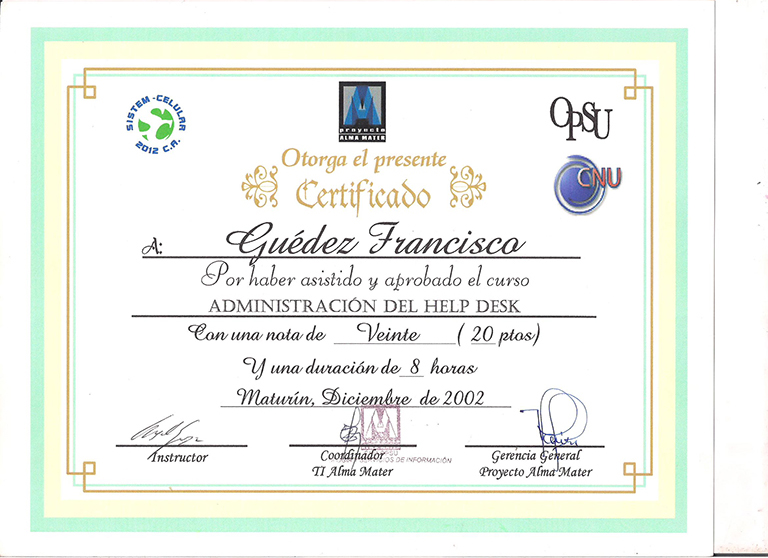 SISTEM-CELULAR
2012 C.A.
proyecto
ALMA MATER
OPSU
CNU
Otorga el presente
Certificado
A: Guédez Francisco
Por haber asistido y aprobado el curso
ADMINISTRACIÓN DEL HELP DESK
Con una nota de Veinte ( 20 ptos)
Y una duración de 8 horas
Maturín, Diciembre de 2002
Instructor
Coordinador
TI Alma Mater
DE INFORMACIÓN
Gerencia General
Proyecto Alma Mater